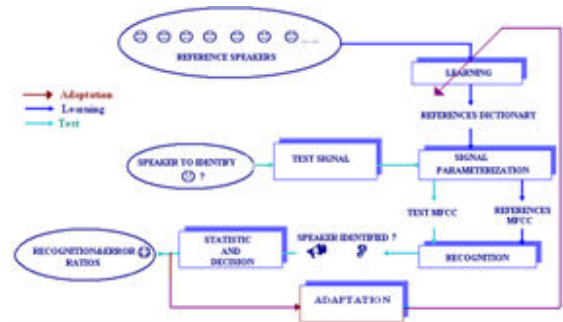 REFERENCE SPEAKERS
LEARNING
Adaptation
Learning
Test
REFERENCES DICTIONARY
SPEAKER TO IDENTIFY
?
TEST SIGNAL
SIGNAL
PARAMETERIZATION
TEST MFCC
REFERENCES
MFCC
RECOGNITION&ERROR
RATIOS
STATISTIC
AND
DECISION
SPEAKER IDENTIFIED ?
RECOGNITION
ADAPTATION